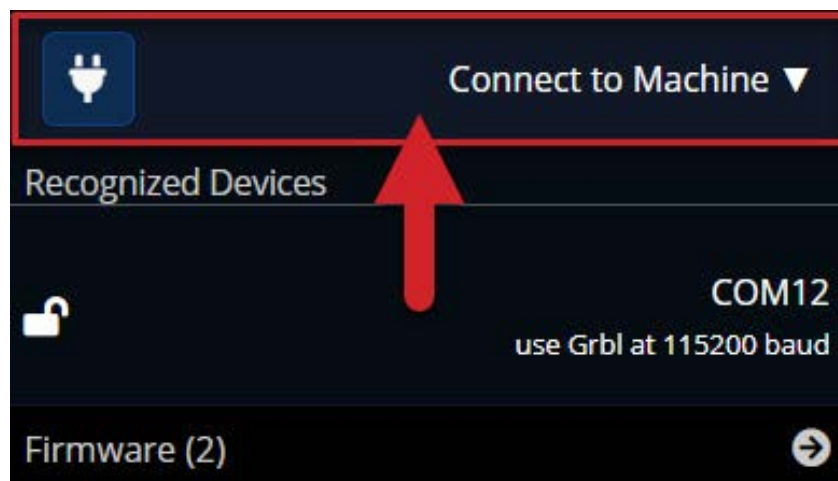 Connect to Machine ▼
Recognized Devices
COM12
use Grbl at 115200 baud
Firmware (2)